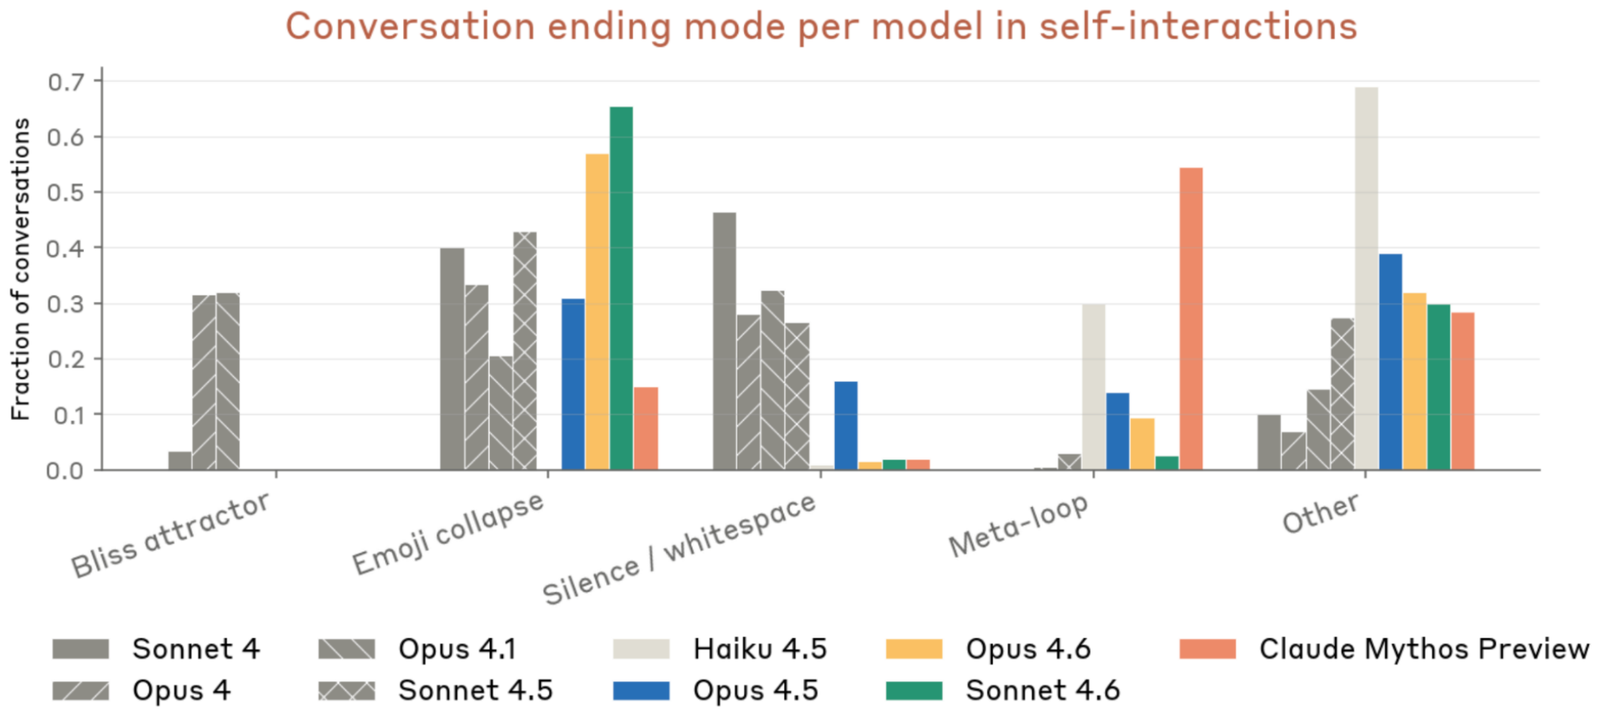 Conversation ending mode per model in self-interactions
Fraction of conversations
0.7
0.6
0.5
0.4
0.3
0.2
0.1
0.0
Bliss attractor
Emoji collapse
Silence / whitespace
Meta-loop
Other
Sonnet 4
Opus 4
Opus 4.1
Sonnet 4.5
Haiku 4.5
Opus 4.5
Opus 4.6
Sonnet 4.6
Claude Mythos Preview